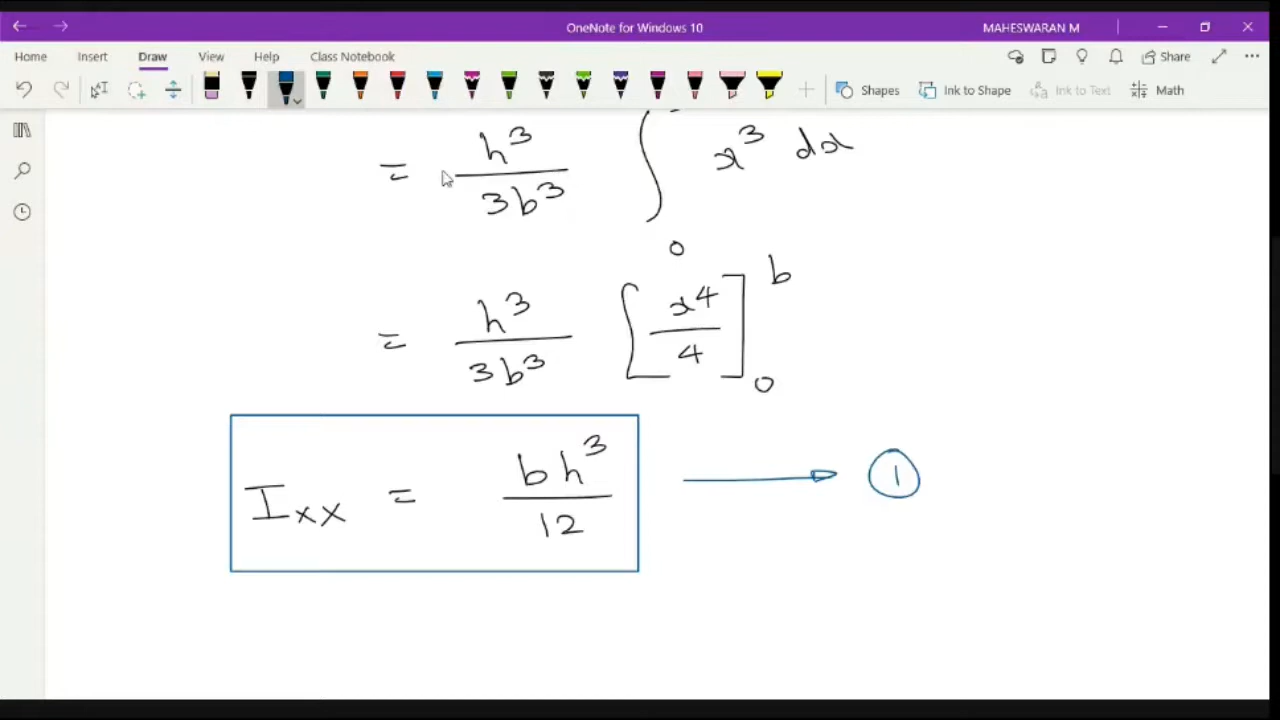 OneNote for Windows 10
MAHESWARAN M
Home Insert Draw View Help Class Notebook Share
Shapes Ink to Shape Ink to Text Math
= h³/3b³ ∫₀ x³ dx
= h³/3b³ [x⁴/4]₀ᵇ
Ixx = bh³/12 → ①